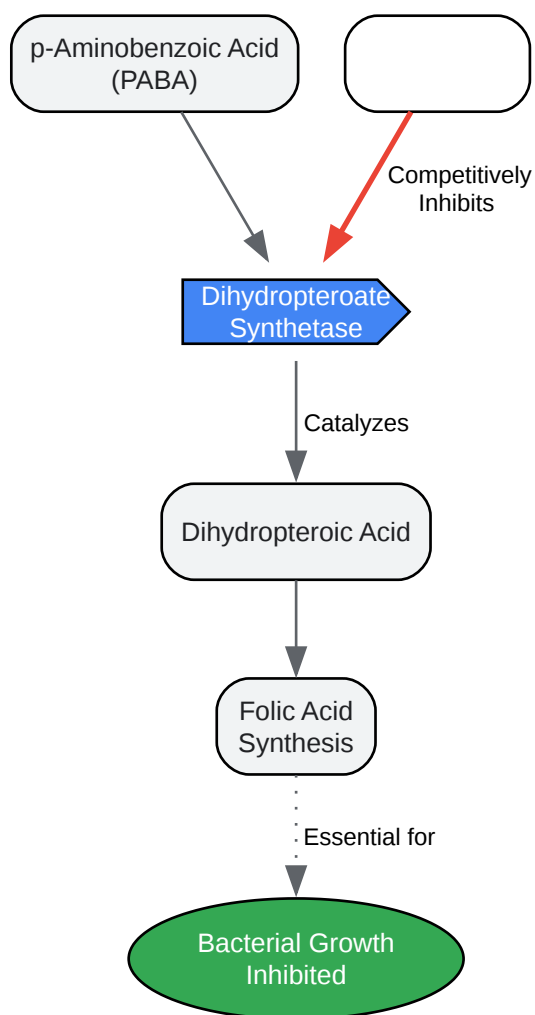 p-Aminobenzoic Acid
(PABA)
Competitively
Inhibits
Dihydropteroate
Synthetase
Catalyzes
Dihydropteroic Acid
Folic Acid
Synthesis
Essential for
Bacterial Growth
Inhibited